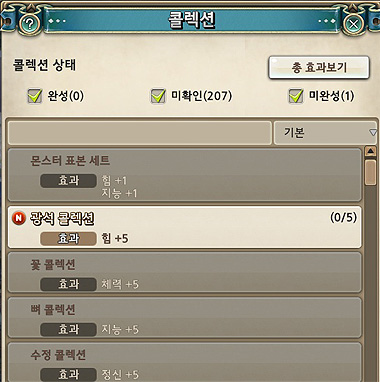 콜렉션
콜렉션 상태
총 효과보기
완성(0) 미확인(207) 미완성(1)
기본
몬스터 표본 세트
효과 힘 +1
지능 +1
N 광석 콜렉션 (0/5)
효과 힘 +5
꽃 콜렉션
효과 체력 +5
뼈 콜렉션
효과 지능 +5
수정 콜렉션
효과 정신 +5